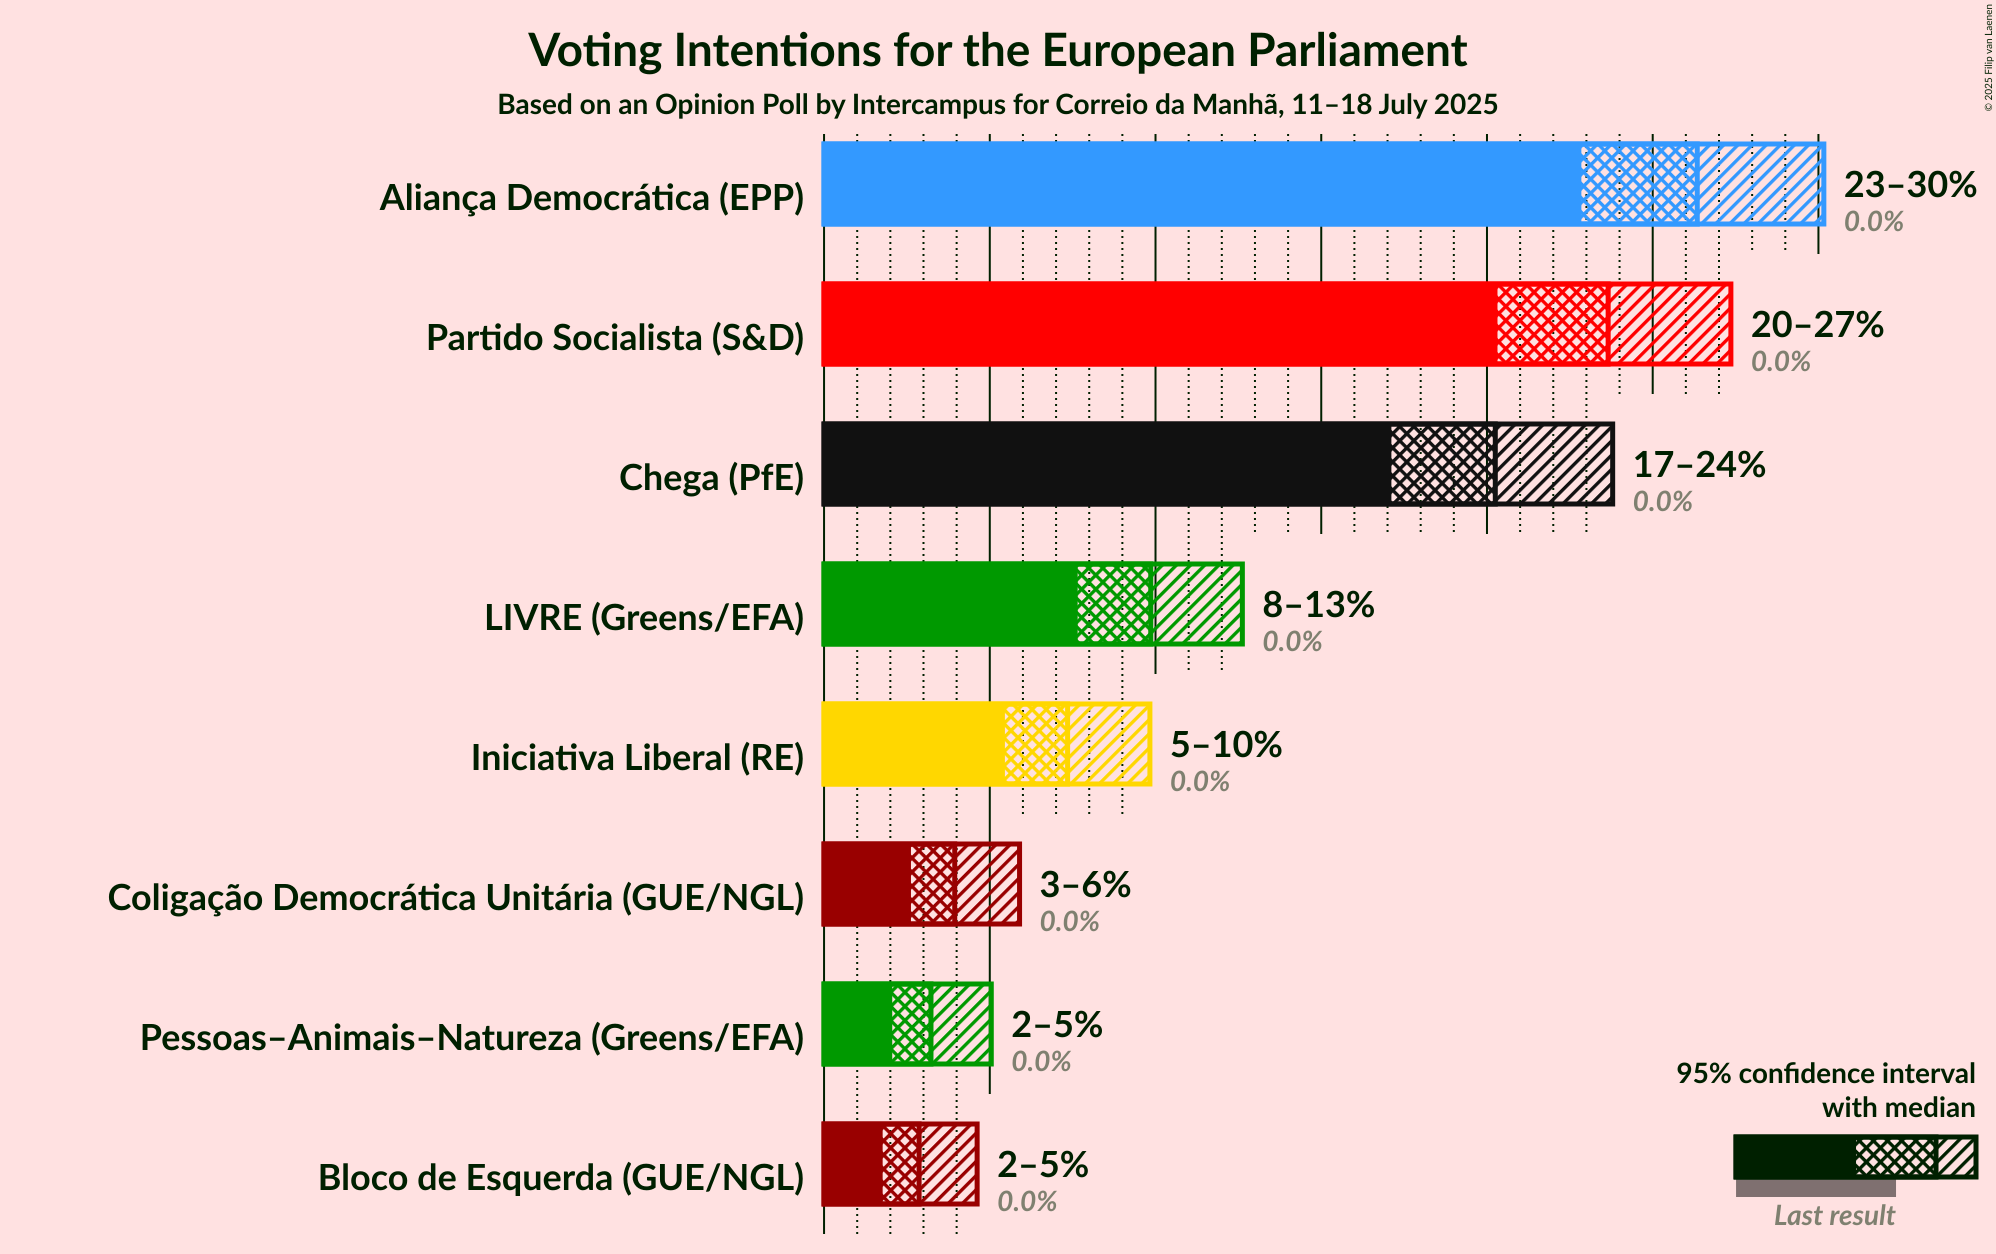 Voting Intentions for the European Parliament
Based on an Opinion Poll by Intercampus for Correio da Manhã, 11–18 July 2025
© 2025 Filip van Laenen
Aliança Democrática (EPP)
23–30%
0.0%
Partido Socialista (S&D)
20–27%
0.0%
Chega (PfE)
17–24%
0.0%
LIVRE (Greens/EFA)
8–13%
0.0%
Iniciativa Liberal (RE)
5–10%
0.0%
Coligação Democrática Unitária (GUE/NGL)
3–6%
0.0%
Pessoas–Animais–Natureza (Greens/EFA)
2–5%
0.0%
Bloco de Esquerda (GUE/NGL)
2–5%
0.0%
95% confidence interval
with median
Last result